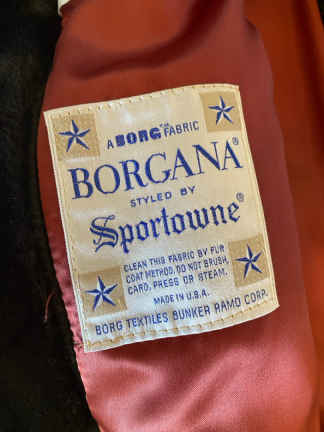 A BORG™ FABRIC
BORGANA®
STYLED BY
Sportowne®
CLEAN THIS FABRIC BY FUR
COAT METHOD. DO NOT BRUSH,
CARD, PRESS OR STEAM.
MADE IN U.S.A.
BORG TEXTILES BUNKER RAMO CORP.